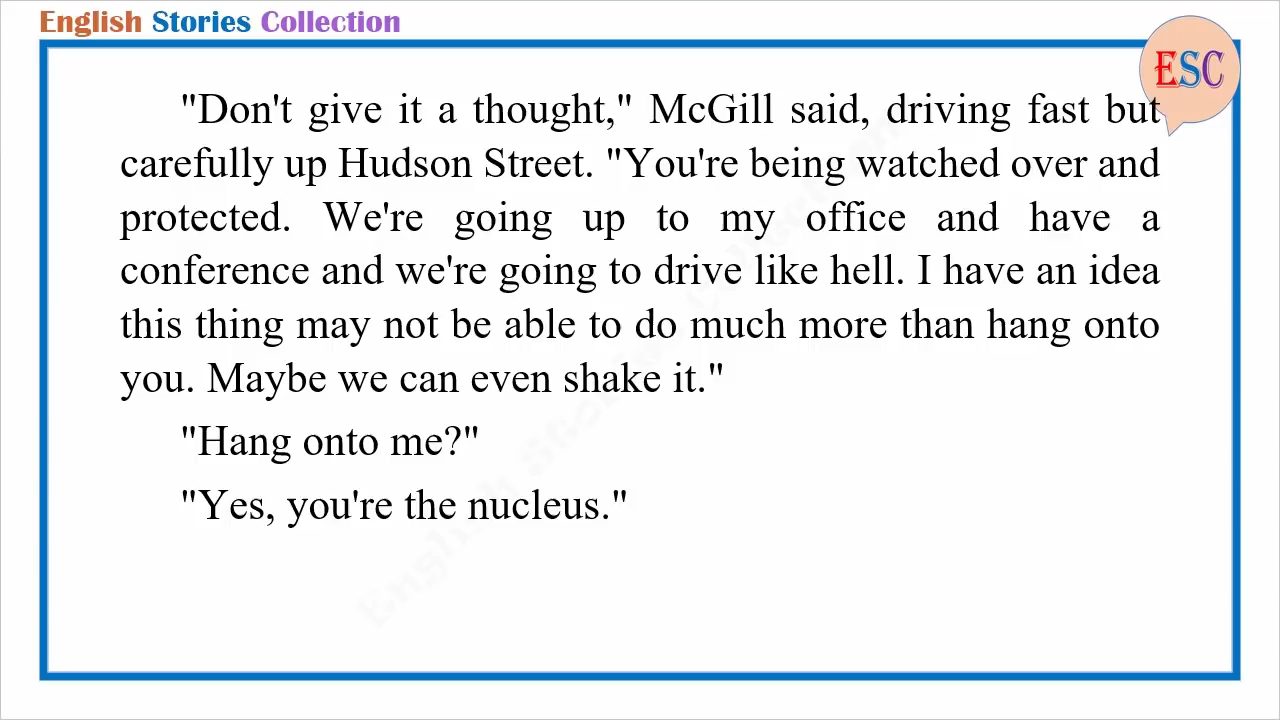 English Stories Collection
ESC
"Don't give it a thought," McGill said, driving fast but
carefully up Hudson Street. "You're being watched over and
protected. We're going up to my office and have a
conference and we're going to drive like hell. I have an idea
this thing may not be able to do much more than hang onto
you. Maybe we can even shake it."
"Hang onto me?"
"Yes, you're the nucleus."